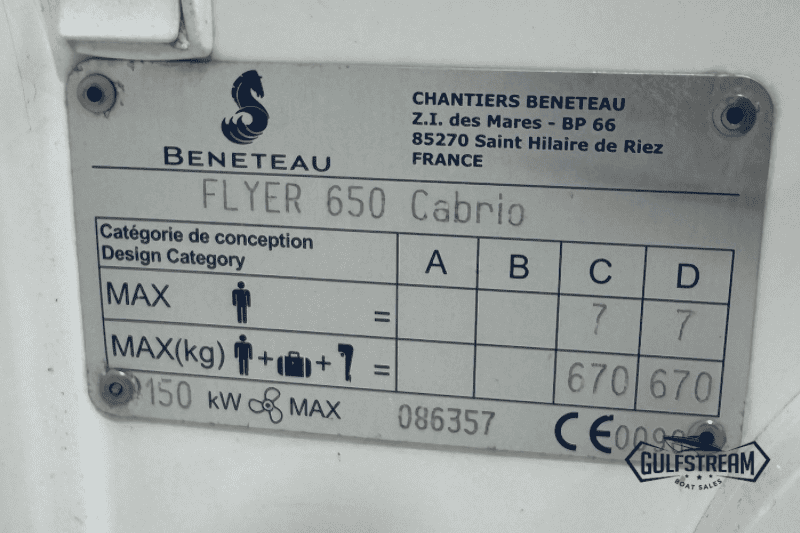 BENETEAU
CHANTIERS BENETEAU
Z.I. des Mares - BP 66
85270 Saint Hilaire de Riez
FRANCE
FLYER 650 Cabrio
Catégorie de conception
Design Category
A B C D
MAX = 7 7
MAX(kg) + + = 670 670
150 kW MAX 086357 CE
GULFSTREAM
BOAT SALES